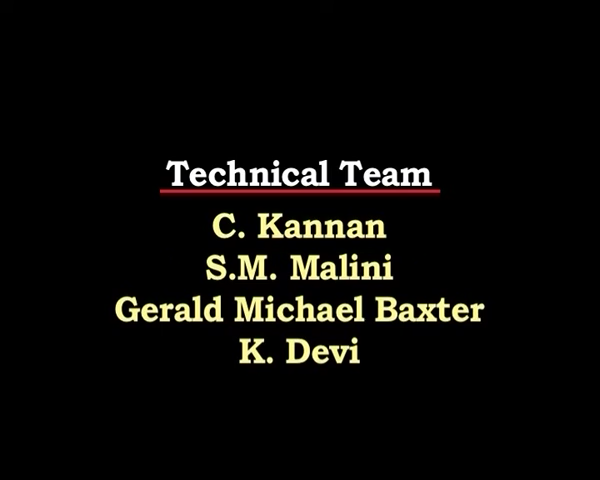 Technical Team
C. Kannan
S.M. Malini
Gerald Michael Baxter
K. Devi